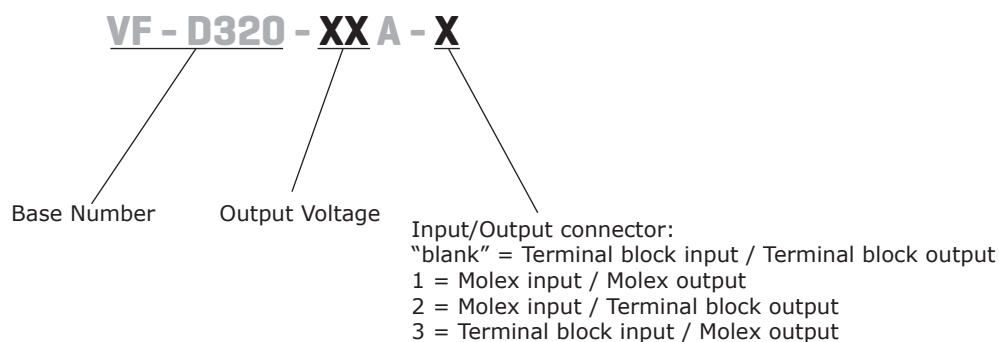 VF - D320 - XX A - X
Base Number
Output Voltage
Input/Output connector:
“blank” = Terminal block input / Terminal block output
1 = Molex input / Molex output
2 = Molex input / Terminal block output
3 = Terminal block input / Molex output